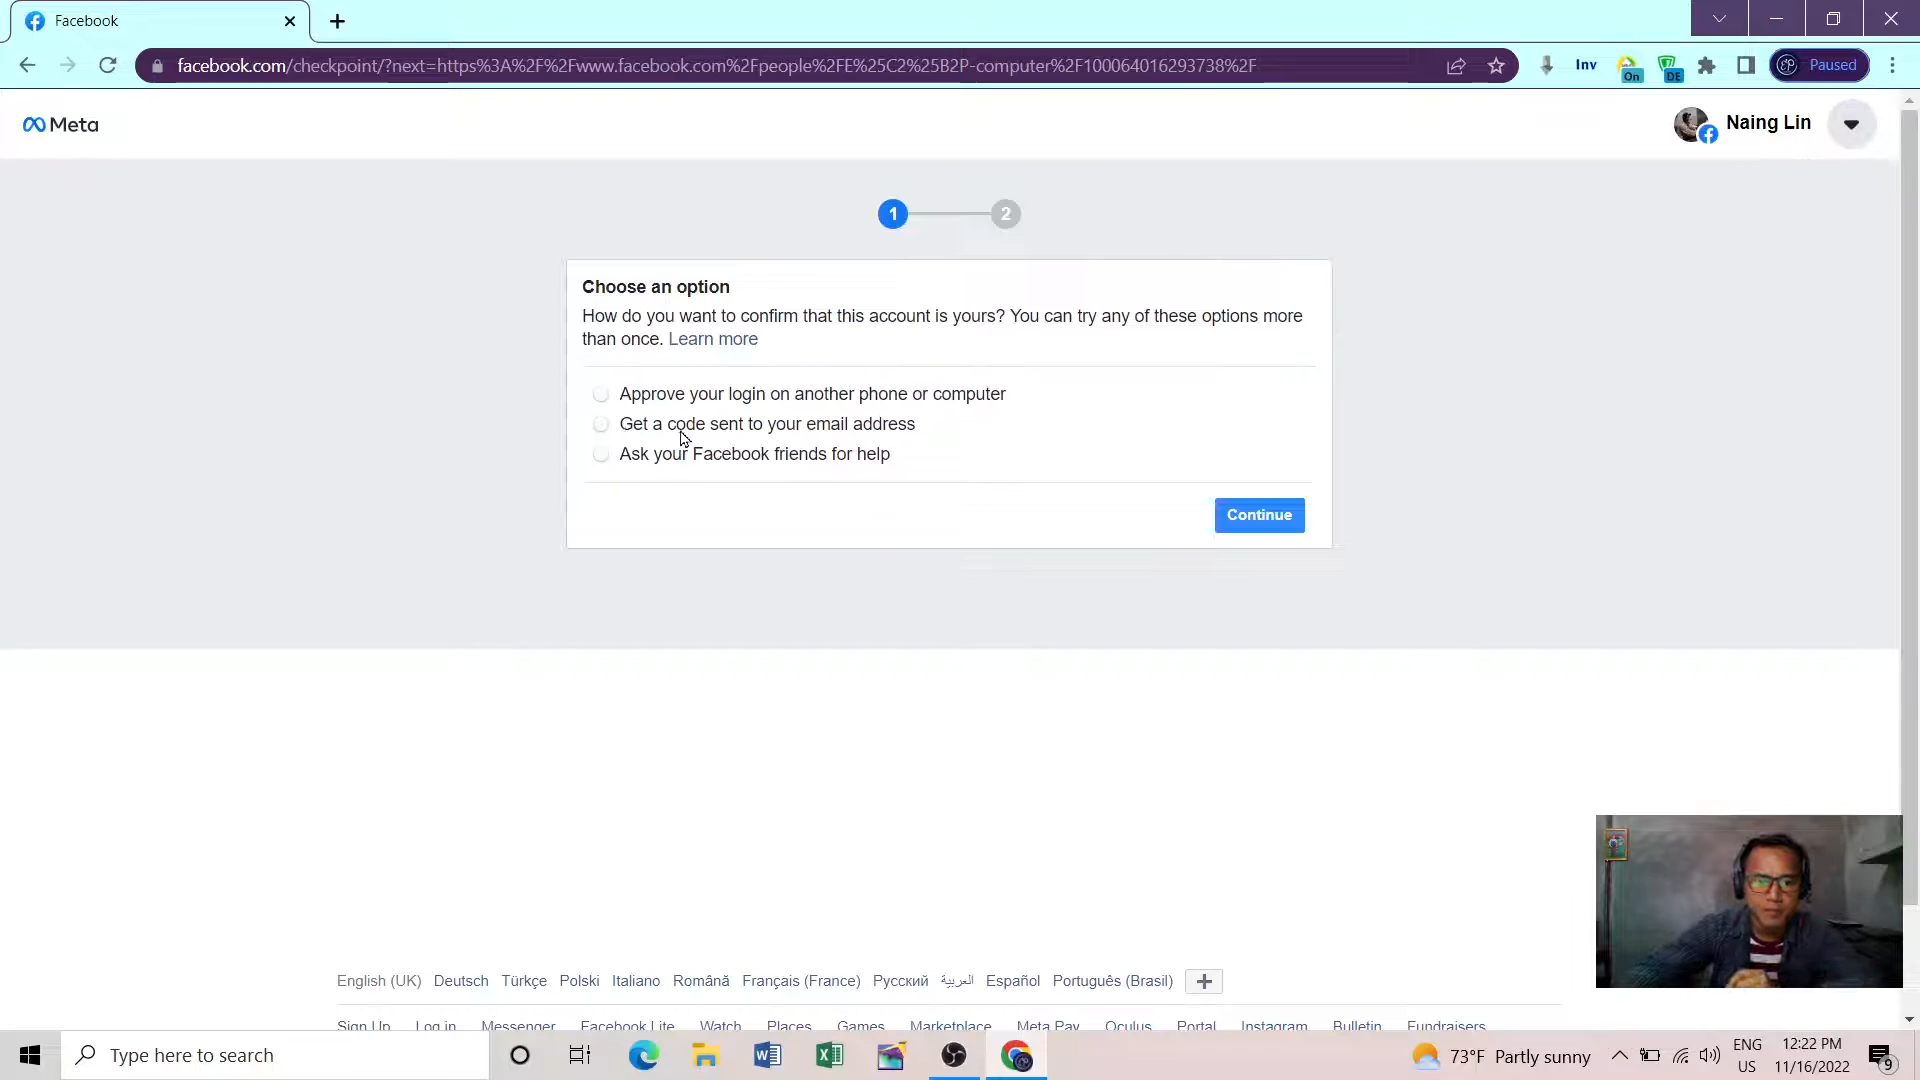 Facebook
facebook.com/checkpoint/?next=https%3A%2F%2Fwww.facebook.com%2Fpeople%2FE%25C2%25B2P-computer%2F100064016293738%2F
Inv
On
DE
Paused
Meta
Naing Lin
1
2
Choose an option
How do you want to confirm that this account is yours? You can try any of these options more
than once. Learn more
Approve your login on another phone or computer
Get a code sent to your email address
Ask your Facebook friends for help
Continue
English (UK) Deutsch Türkçe Polski Italiano Română Français (France) Русский العربية Español Português (Brasil)
Sign Up Log in Messenger Facebook Lite Watch Places Games Marketplace Meta Pay Oculus Portal Instagram Bulletin Fundraisers
Type here to search
73°F Partly sunny
ENG
US
12:22 PM
11/16/2022
9